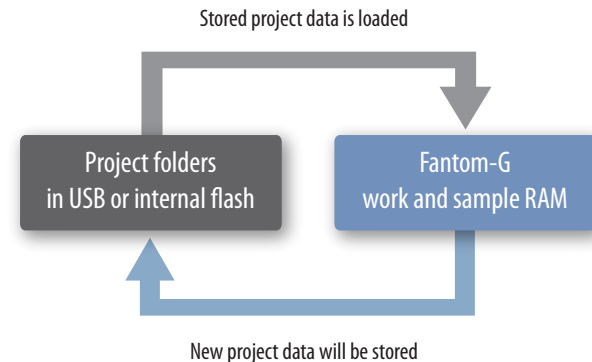 Stored project data is loaded
Project folders
in USB or internal flash
Fantom-G
work and sample RAM
New project data will be stored